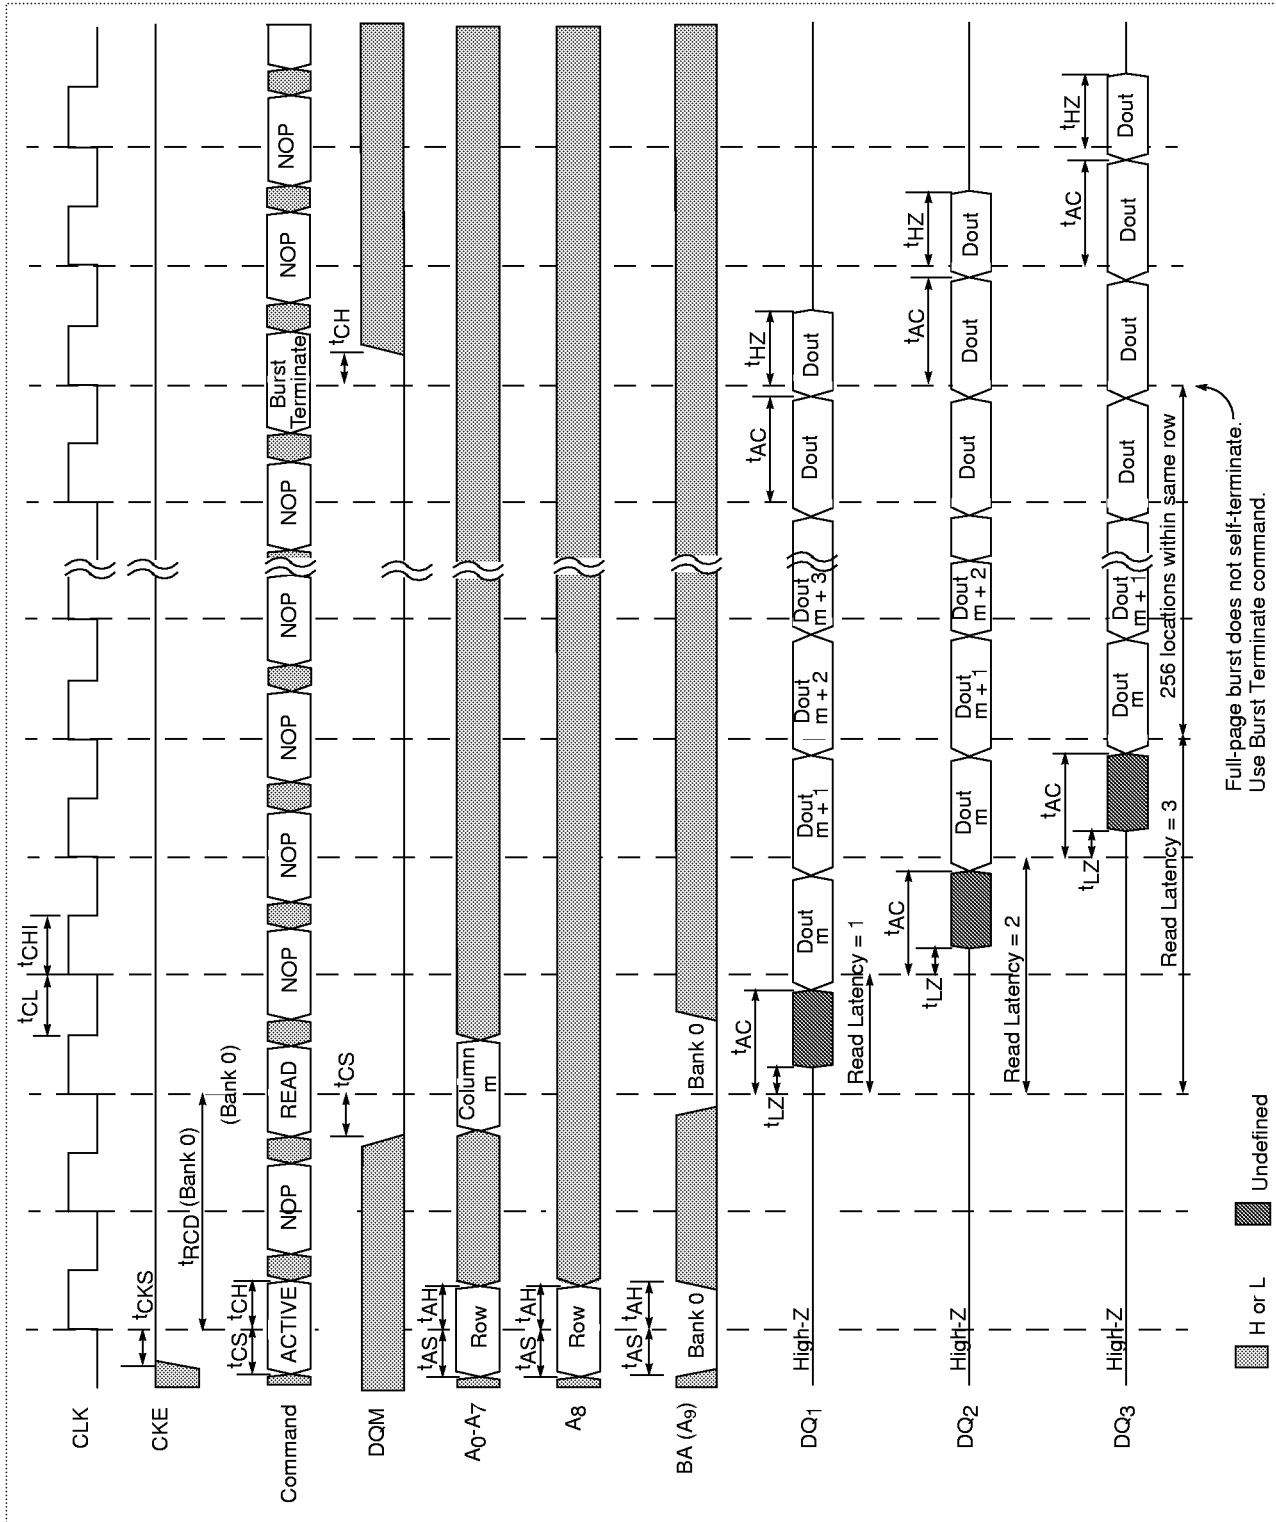 CLK
tCL
tCHI
CKE
tCKS
tRCD (Bank 0)
(Bank 0)
Command
tCS
tCH
ACTIVE
NOP
READ
NOP
NOP
NOP
NOP
NOP
Burst
Terminate
NOP
NOP
DQM
tCS
tCH
A0-A7
tAS
tAH
Row
Column
m
A8
tAS
tAH
Row
BA (A9)
tAS
tAH
Bank 0
Bank 0
DQ1
High-Z
tLZ
tAC
Dout
m
Dout
m + 1
Dout
m + 2
Dout
m + 3
tAC
Dout
tHZ
Dout
Read Latency = 1
DQ2
High-Z
tLZ
tAC
Dout
m
Dout
m + 1
Dout
m + 2
Dout
tAC
Dout
tHZ
Dout
Read Latency = 2
DQ3
High-Z
tLZ
tAC
Dout
m
Dout
m + 1
Dout
Dout
tAC
Dout
tHZ
Dout
Read Latency = 3
256 locations within same row
Full-page burst does not self-terminate.
Use Burst Terminate command.
H or L
Undefined